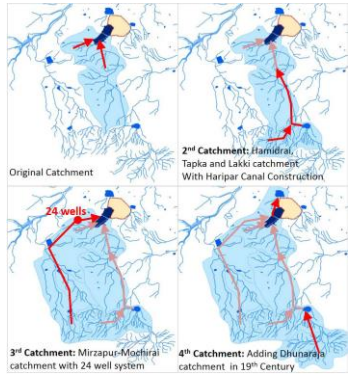 Original Catchment
2nd Catchment: Hamidrai,
Tapka and Lakki catchment
With Haripar Canal Construction
24 wells
3rd Catchment: Mirzapur-Mochirai
catchment with 24 well system
4th Catchment: Adding Dhunaraja
catchment in 19th Century